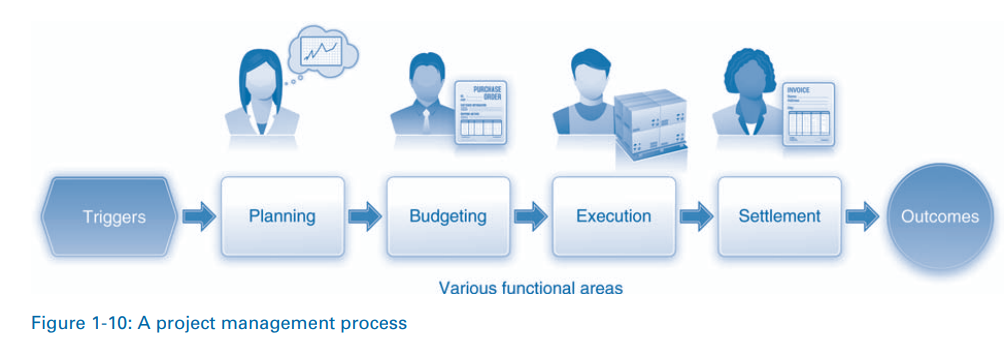 PURCHASE
ORDER
INVOICE
Triggers
Planning
Budgeting
Execution
Settlement
Outcomes
Various functional areas
Figure 1-10: A project management process